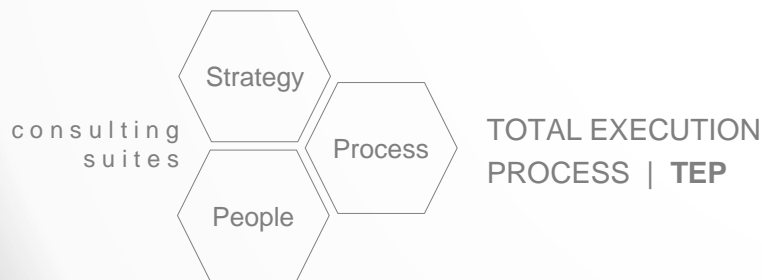 Strategy
consulting
suites
Process
People
TOTAL EXECUTION
PROCESS | TEP